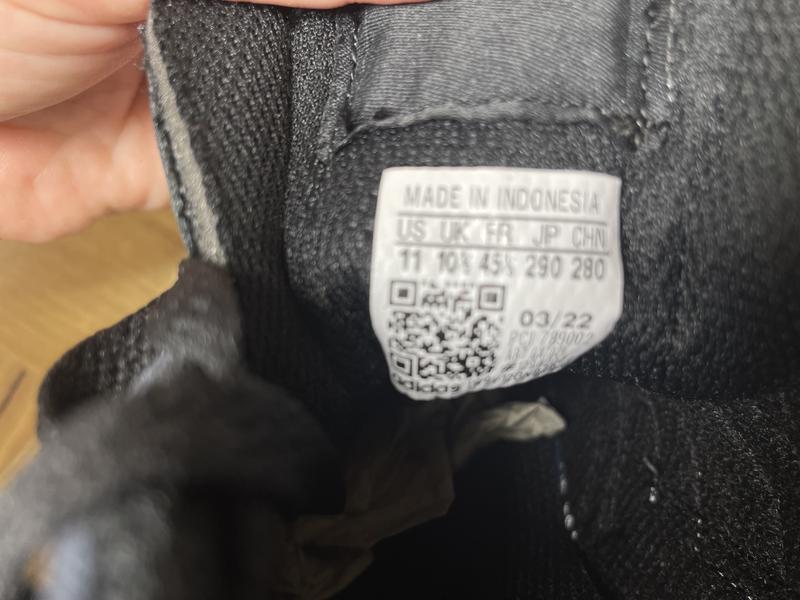 MADE IN INDONESIA
US UK FR JP CHN
11 10½ 45⅓ 290 280
03/22
adidas